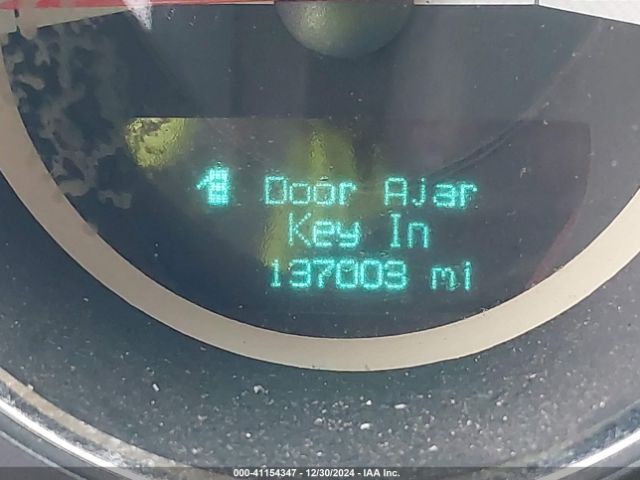 Door Ajar
Key In
137003 mi
000-41154347 - 12/30/2024 - IAA Inc.